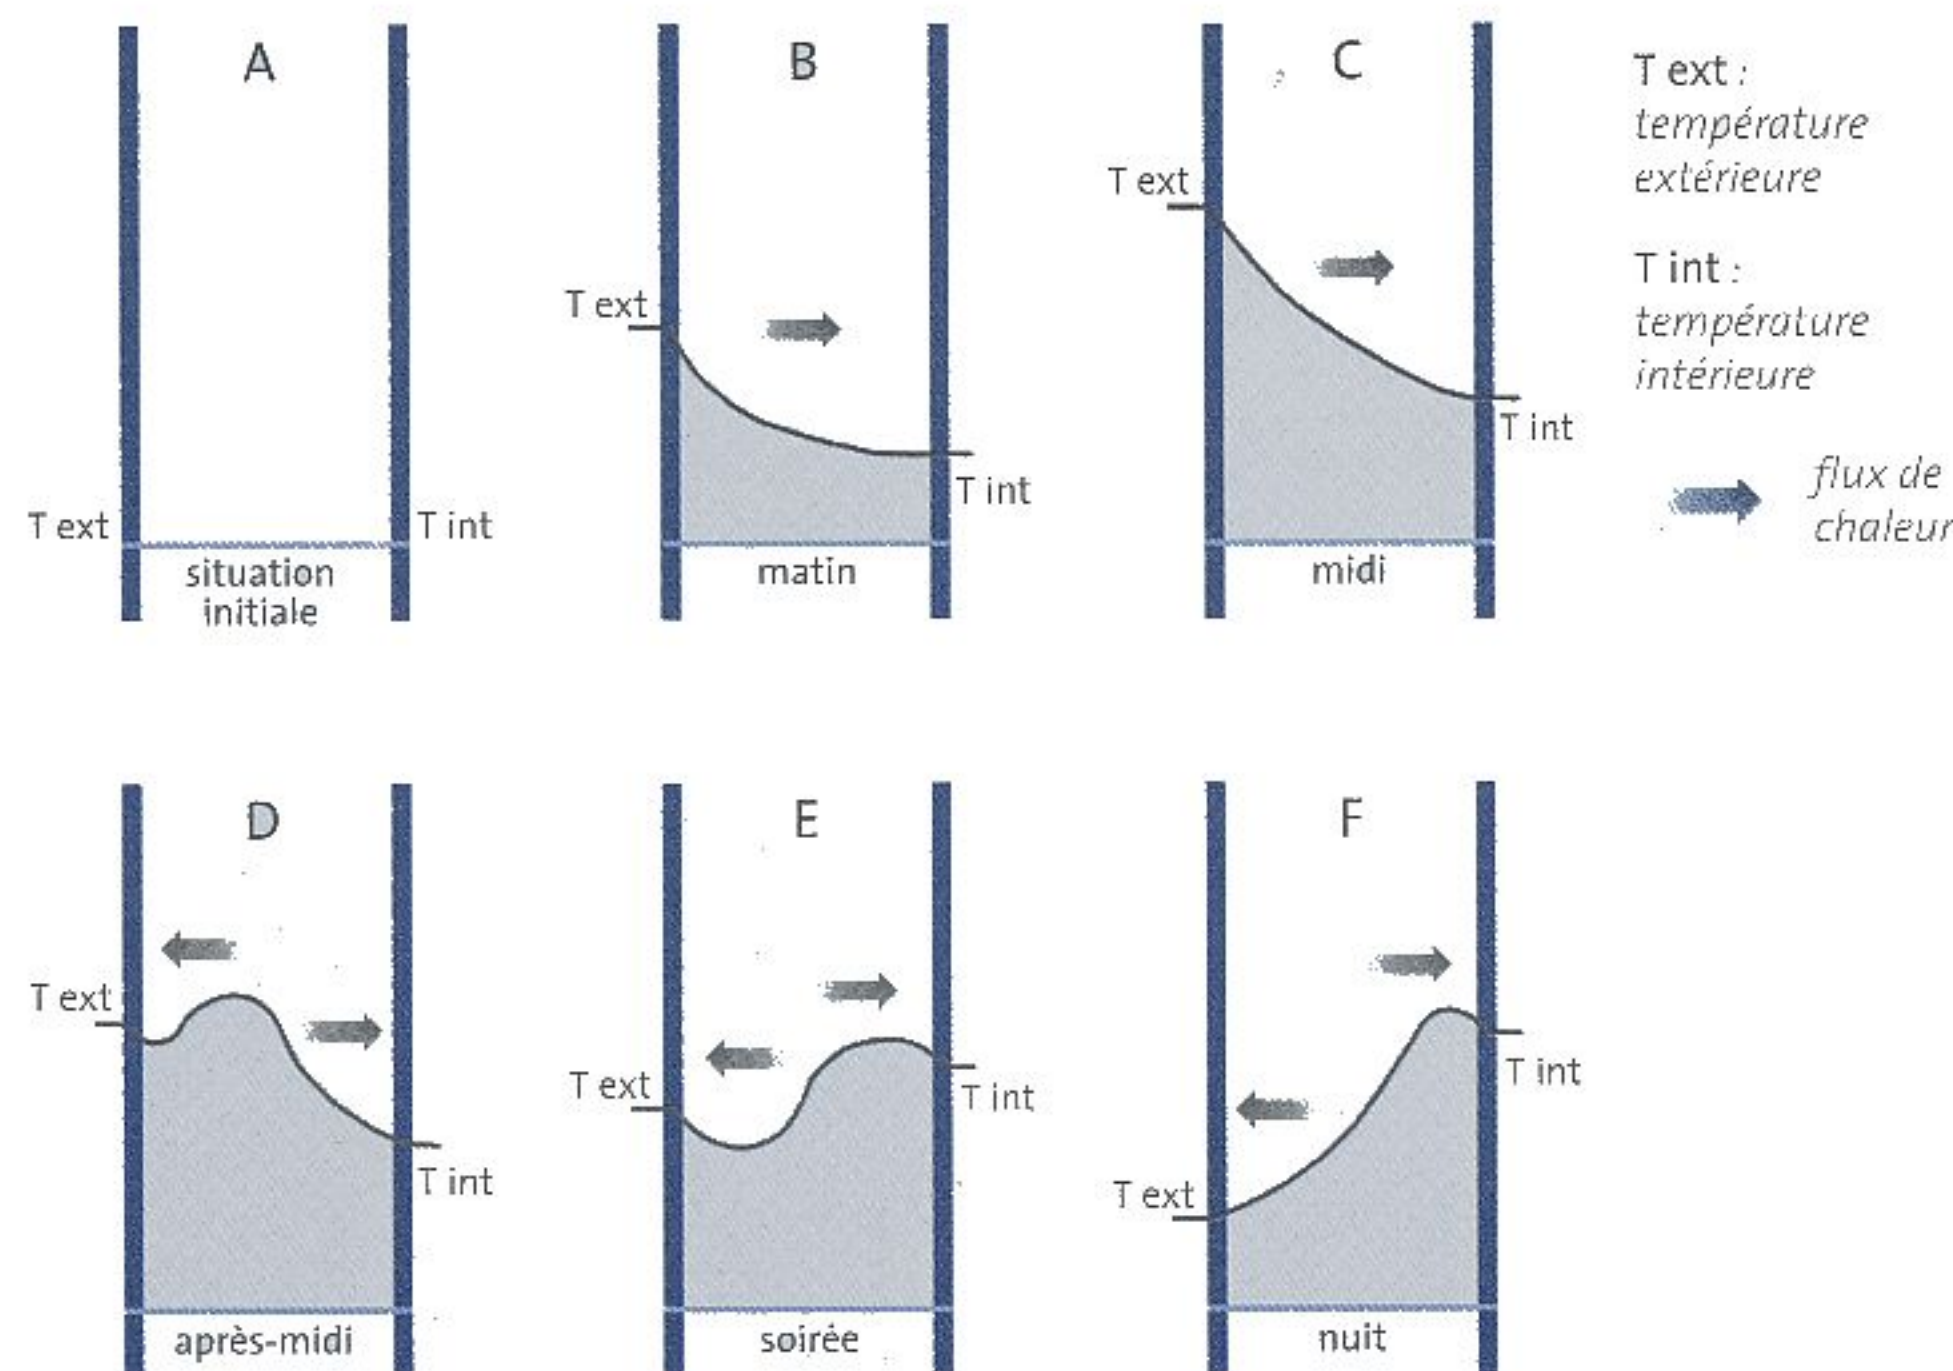 A
T ext
T int
situation
initiale
B
T ext
T int
matin
C
T ext
T int
midi
T ext :
température
extérieure
T int :
température
intérieure
flux de
chaleur
D
T ext
T int
après-midi
E
T ext
T int
soirée
F
T ext
T int
nuit